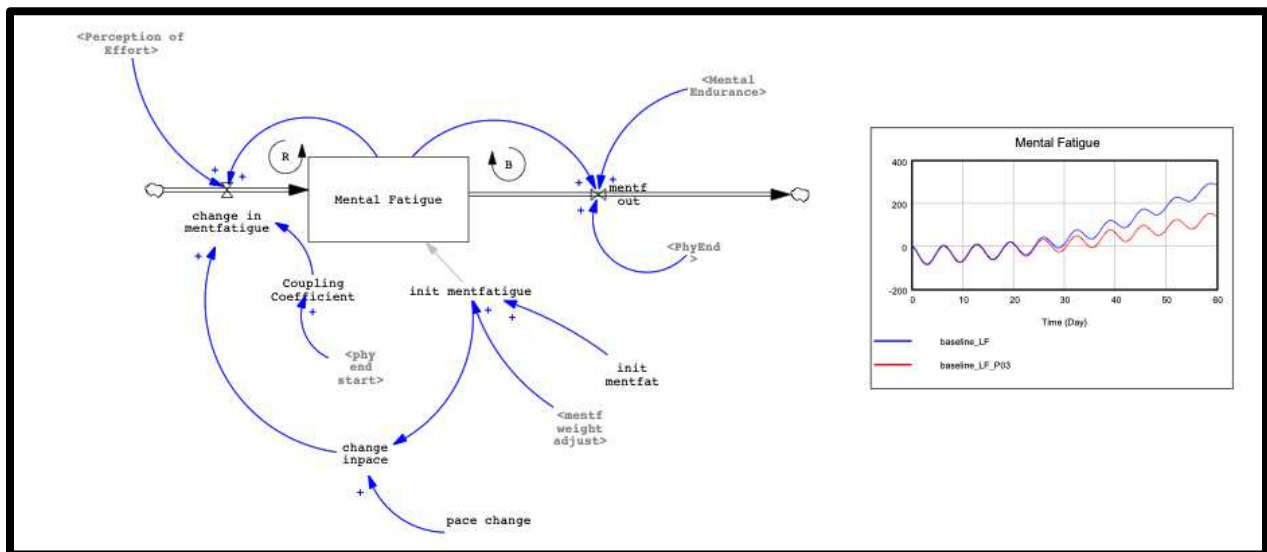 <Perception of
Effort>
<Mental
Endurance>
R
B
Mental Fatigue
mentf
out
change in
mentfatigue
<PhyEnd
>
Coupling
Coefficient
init mentfatigue
<phy
end
start>
init
mentfat
<mentf
weight
adjust>
change
inpace
pace change
+
+
+
+
+
+
+
+
+
+
Mental Fatigue
400
200
0
-200
0
10
20
30
40
50
60
Time (Day)
baseline_LF
baseline_LF_P03